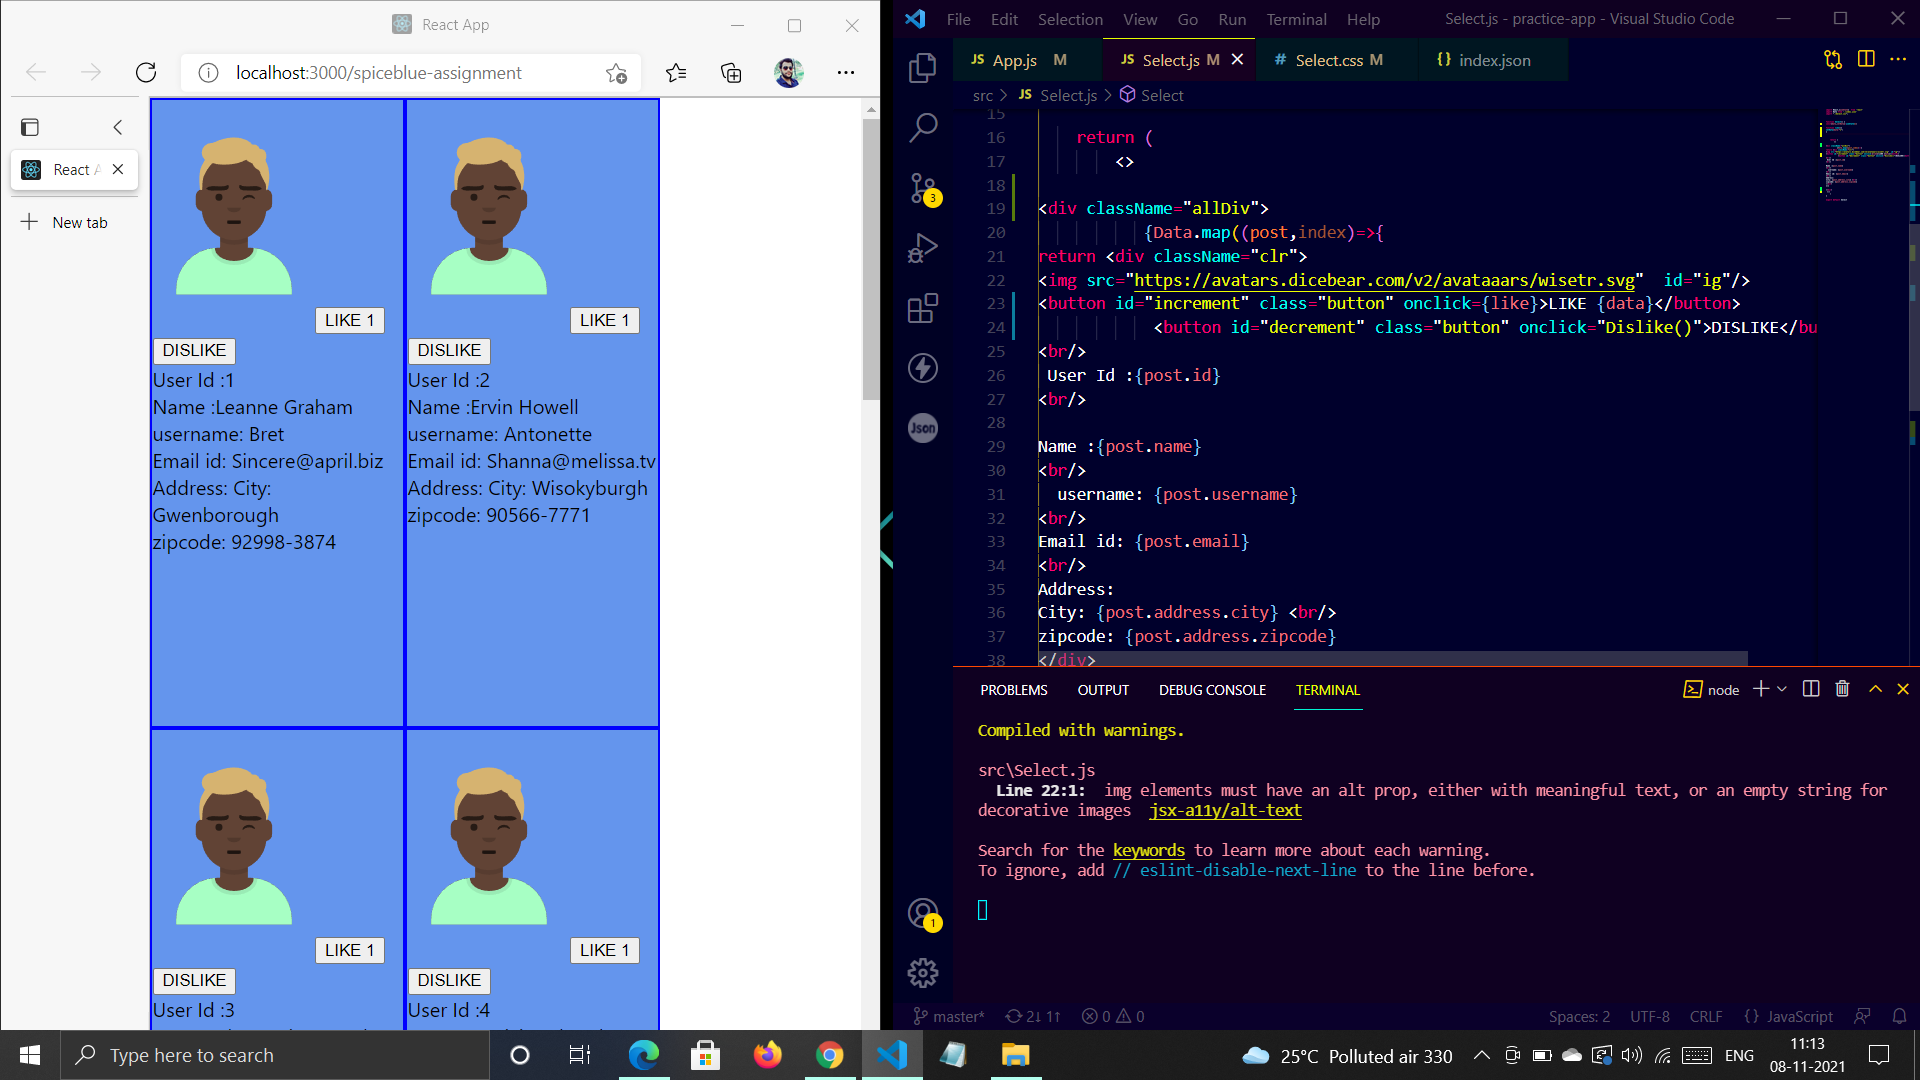 React App
localhost:3000/spiceblue-assignment
React A
New tab
LIKE 1
LIKE 1
DISLIKE
DISLIKE
User Id :1
Name :Leanne Graham
username: Bret
Email id: Sincere@april.biz
Address: City:
Gwenborough
zipcode: 92998-3874
User Id :2
Name :Ervin Howell
username: Antonette
Email id: Shanna@melissa.tv
Address: City: Wisokyburgh
zipcode: 90566-7771
LIKE 1
LIKE 1
DISLIKE
DISLIKE
User Id :3
User Id :4
File Edit Selection View Go Run Terminal Help
Select.js - practice-app - Visual Studio Code
JS App.js M
JS Select.js M
# Select.css M
{} index.json
src > JS Select.js > Select
15
16 return (
17 <>
18
19 <div className="allDiv">
20 {Data.map((post,index)=>{
21 return <div className="clr">
22 <img src="https://avatars.dicebear.com/v2/avataaars/wisetr.svg" id="ig"/>
23 <button id="increment" class="button" onclick={like}>LIKE {data}</button>
24 <button id="decrement" class="button" onclick="Dislike()">DISLIKE</bu
25 <br/>
26 User Id :{post.id}
27 <br/>
28
29 Name :{post.name}
30 <br/>
31 username: {post.username}
32 <br/>
33 Email id: {post.email}
34 <br/>
35 Address:
36 City: {post.address.city} <br/>
37 zipcode: {post.address.zipcode}
38 </div>
3
Json
1
PROBLEMS OUTPUT DEBUG CONSOLE TERMINAL
node
Compiled with warnings.
src\Select.js
Line 22:1: img elements must have an alt prop, either with meaningful text, or an empty string for
decorative images jsx-a11y/alt-text
Search for the keywords to learn more about each warning.
To ignore, add // eslint-disable-next-line to the line before.
master* 2↓ 1↑ 0 0
Spaces: 2 UTF-8 CRLF {} JavaScript
Type here to search
25°C Polluted air 330
ENG
11:13
08-11-2021